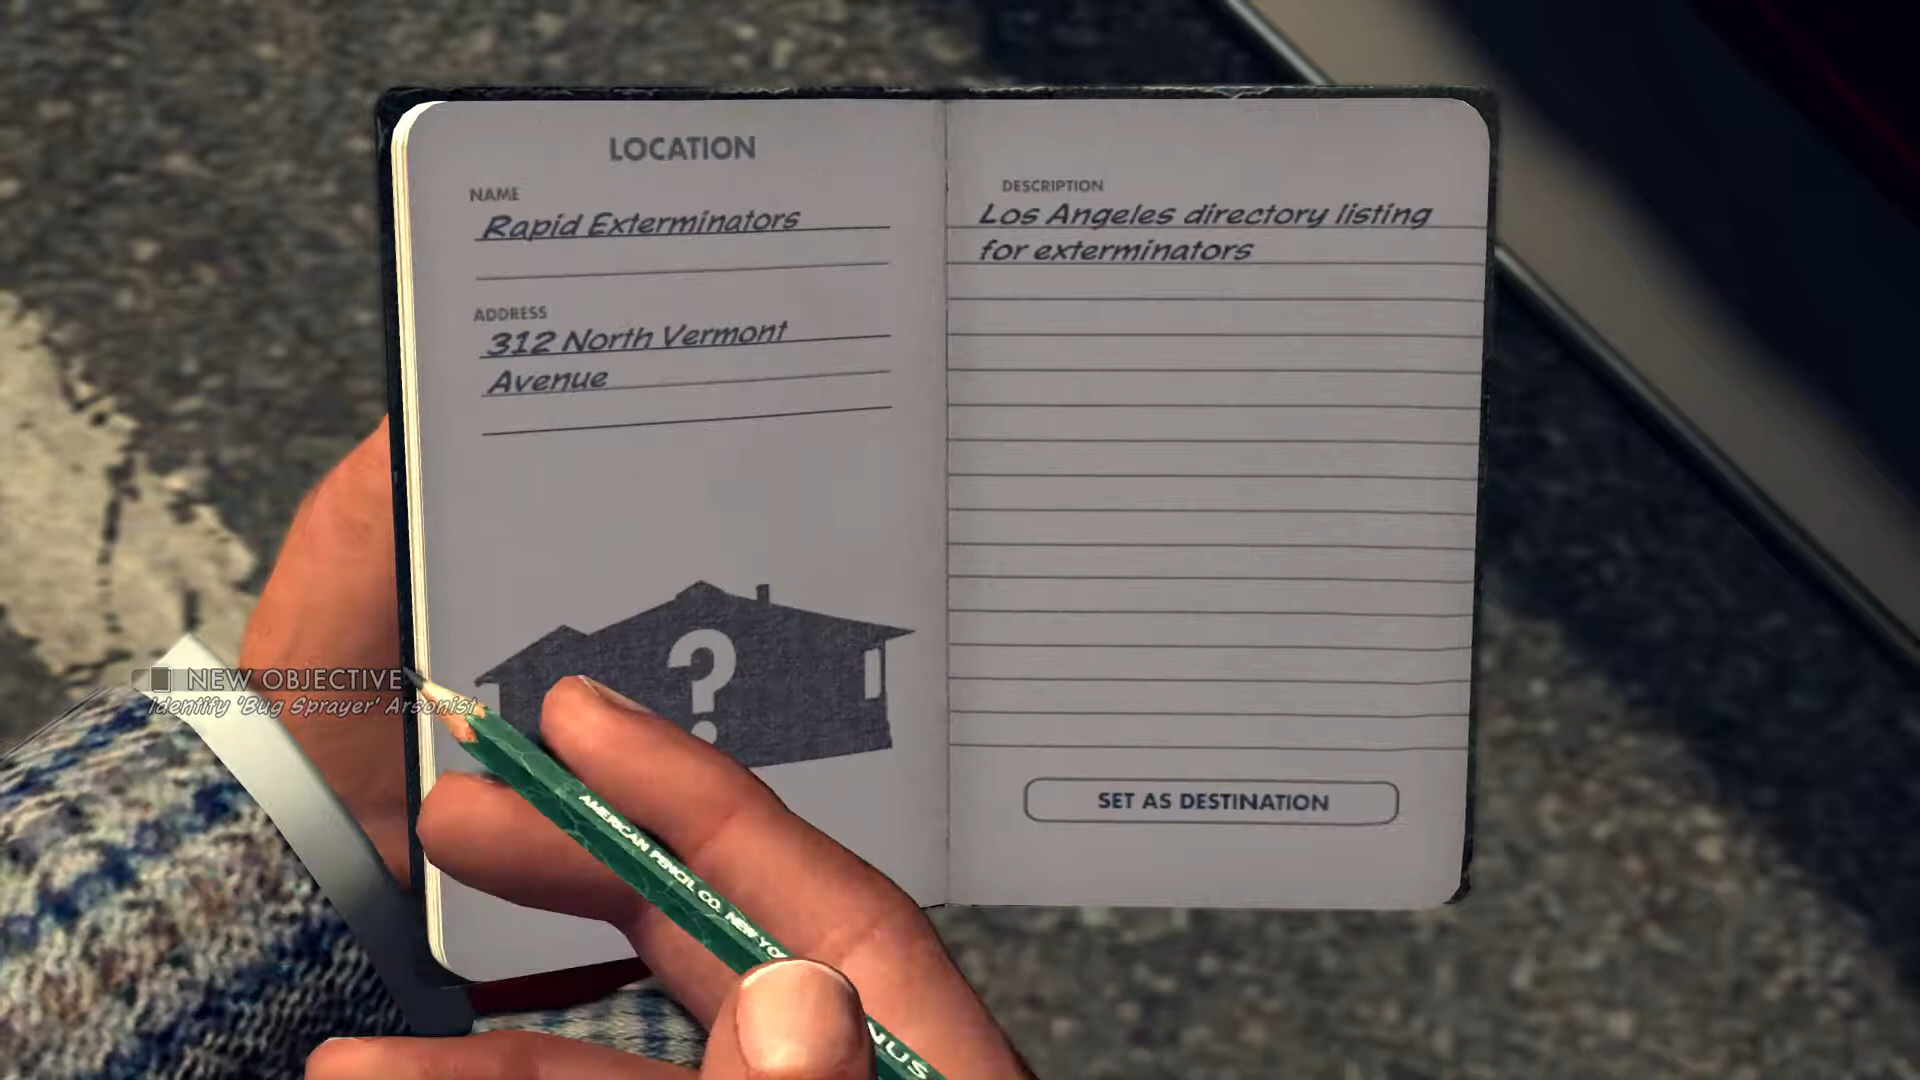 LOCATION
NAME
Rapid Exterminators
ADDRESS
312 North Vermont
Avenue
?
DESCRIPTION
Los Angeles directory listing
for exterminators
SET AS DESTINATION
NEW OBJECTIVE
Identify 'Bug Sprayer' Arsonist
AMERICAN PENCIL CO. NEW YO
NUS